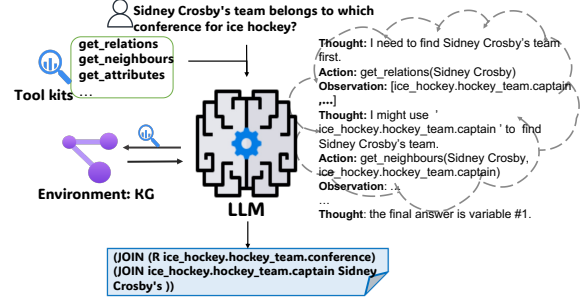 Sidney Crosby's team belongs to which
conference for ice hockey?
get_relations
get_neighbours
get_attributes
...
Tool kits
Environment: KG
LLM
Thought: I need to find Sidney Crosby's team
first.
Action: get_relations(Sidney Crosby)
Observation: [ice_hockey.hockey_team.captain
,...]
Thought: I might use '
ice_hockey.hockey_team.captain ' to find
Sidney Crosby's team.
Action: get_neighbours(Sidney Crosby,
ice_hockey.hockey_team.captain)
Observation: ...
...
Thought: the final answer is variable #1.
(JOIN (R ice_hockey.hockey_team.conference)
(JOIN ice_hockey.hockey_team.captain Sidney
Crosby's ))